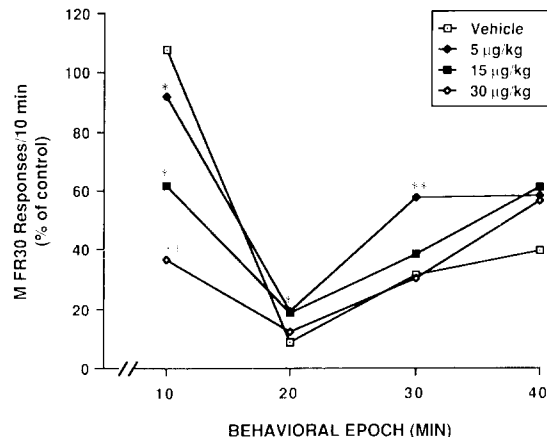 M FR30 Responses/10 min
(% of control)
120
100
80
60
40
20
0
Vehicle
5 µg/kg
15 µg/kg
30 µg/kg
*
*
**
*
**
10
20
30
40
BEHAVIORAL EPOCH (MIN)